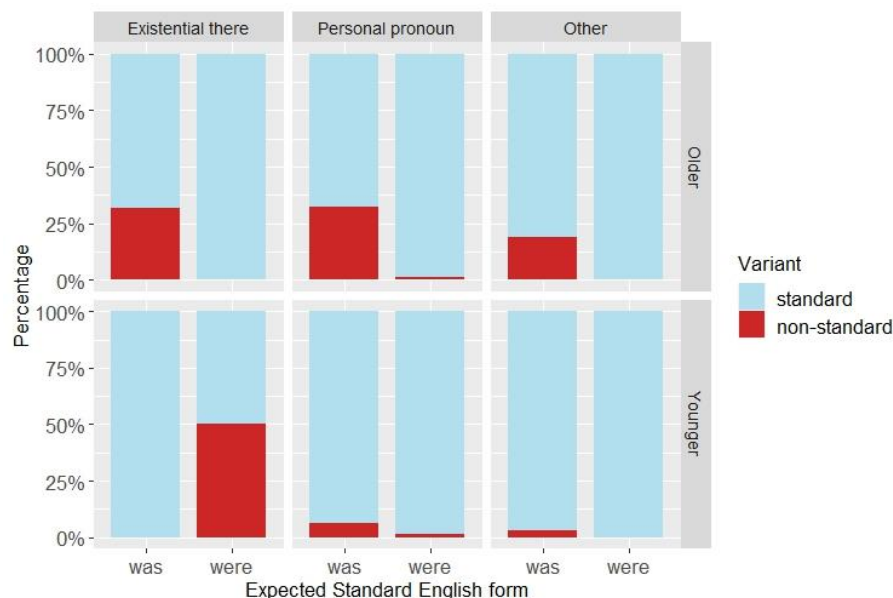 Existential there
Personal pronoun
Other
100%
75%
50%
25%
0%
Older
100%
75%
50%
25%
0%
Younger
was
were
was
were
was
were
Expected Standard English form
Percentage
Variant
standard
non-standard